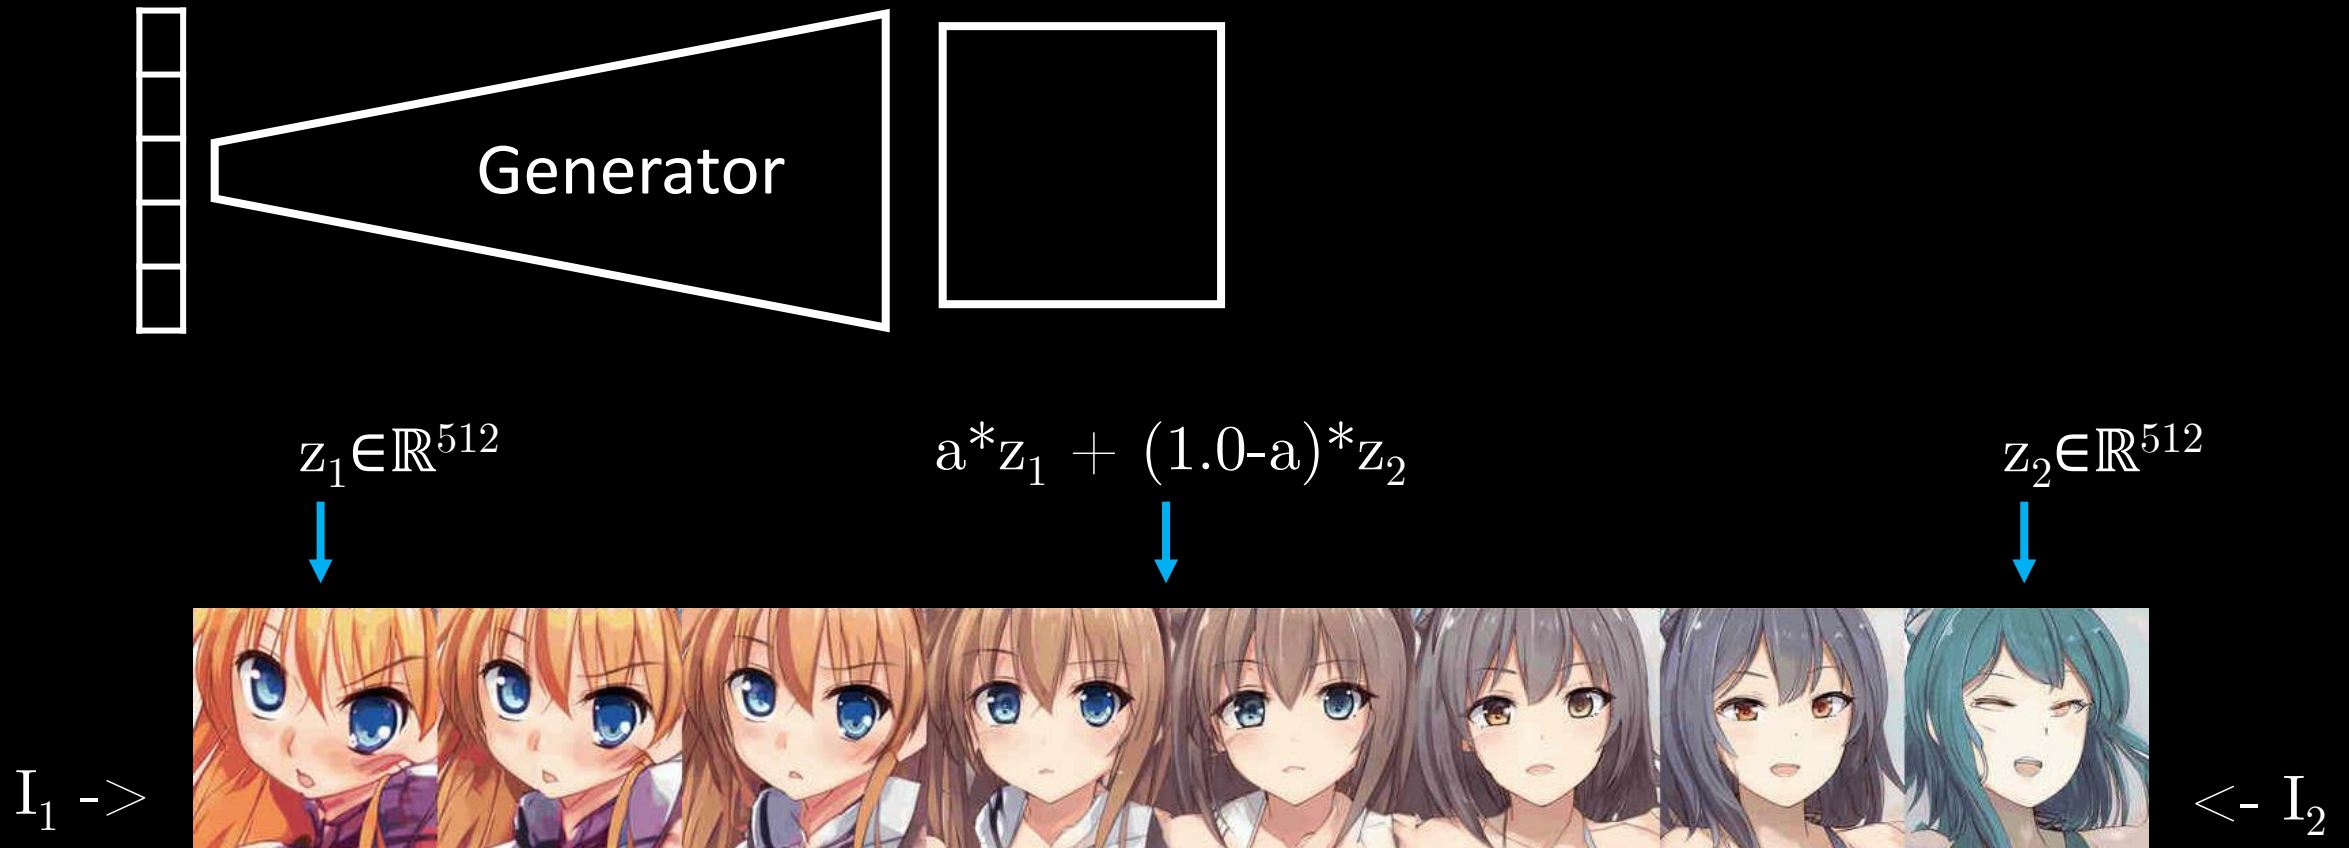 Generator
z₁∈ℝ⁵¹²
a*z₁ + (1.0-a)*z₂
z₂∈ℝ⁵¹²
I₁ ->
<- I₂